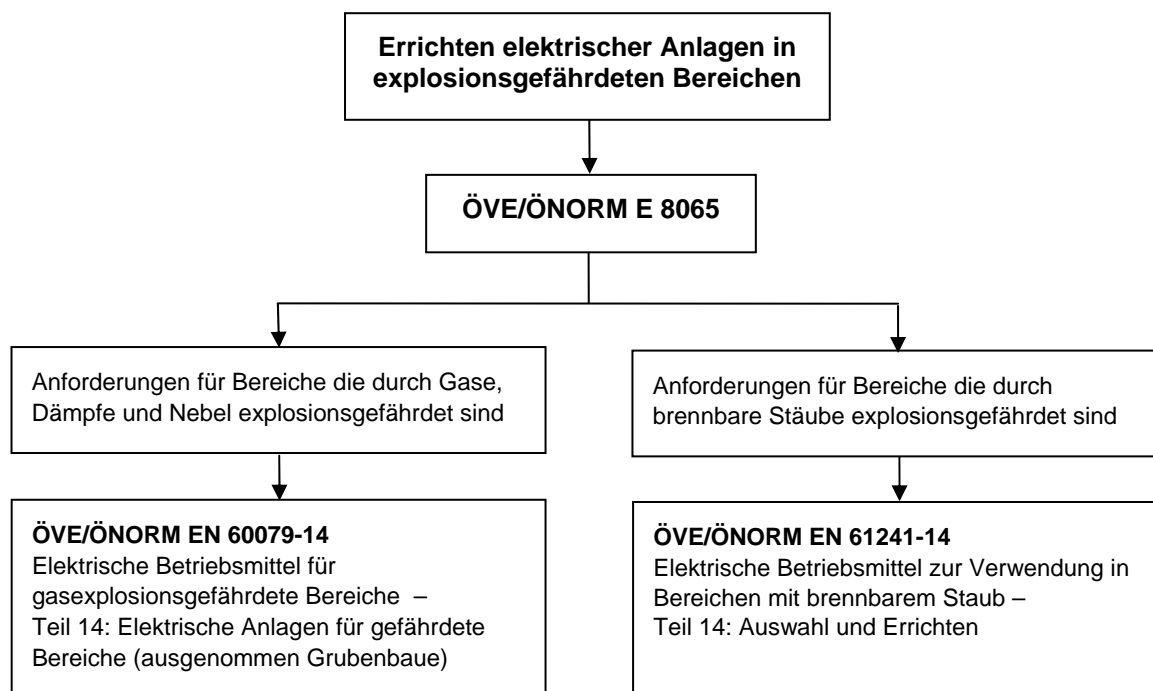 Errichten elektrischer Anlagen in
explosionsgefährdeten Bereichen
ÖVE/ÖNORM E 8065
Anforderungen für Bereiche die durch Gase,
Dämpfe und Nebel explosionsgefährdet sind
Anforderungen für Bereiche die durch
brennbare Stäube explosionsgefährdet sind
ÖVE/ÖNORM EN 60079-14
Elektrische Betriebsmittel für
gasexplosionsgefährdete Bereiche –
Teil 14: Elektrische Anlagen für gefährdete
Bereiche (ausgenommen Grubenbaue)
ÖVE/ÖNORM EN 61241-14
Elektrische Betriebsmittel zur Verwendung in
Bereichen mit brennbarem Staub –
Teil 14: Auswahl und Errichten